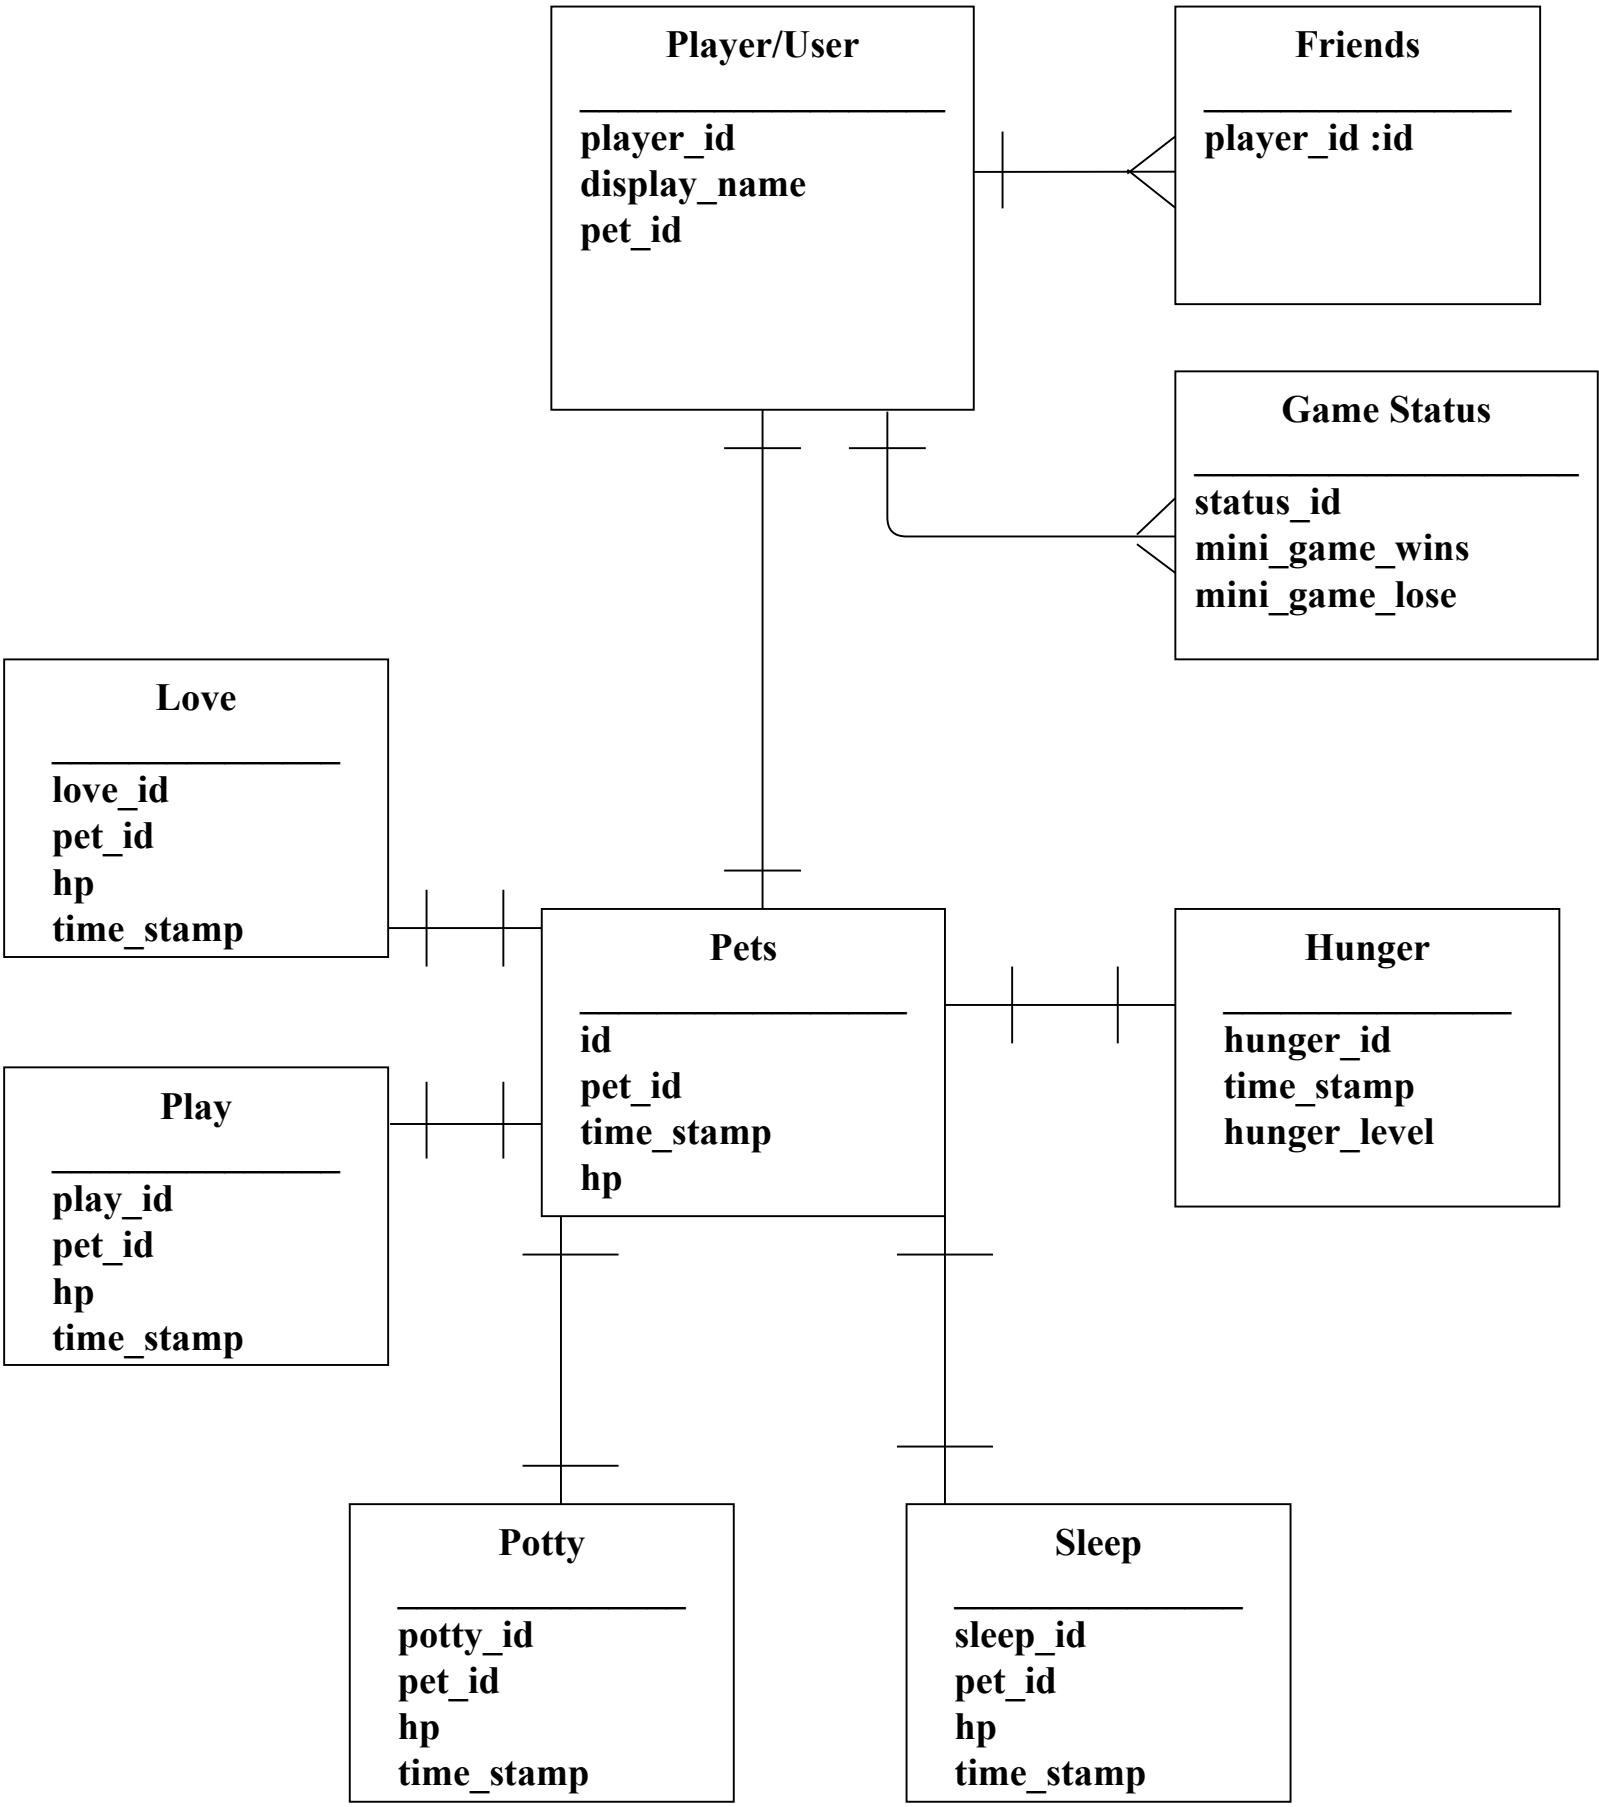 Player/User
player_id
display_name
pet_id
Friends
player_id :id
Game Status
status_id
mini_game_wins
mini_game_lose
Love
love_id
pet_id
hp
time_stamp
Pets
id
pet_id
time_stamp
hp
Hunger
hunger_id
time_stamp
hunger_level
Play
play_id
pet_id
hp
time_stamp
Potty
potty_id
pet_id
hp
time_stamp
Sleep
sleep_id
pet_id
hp
time_stamp